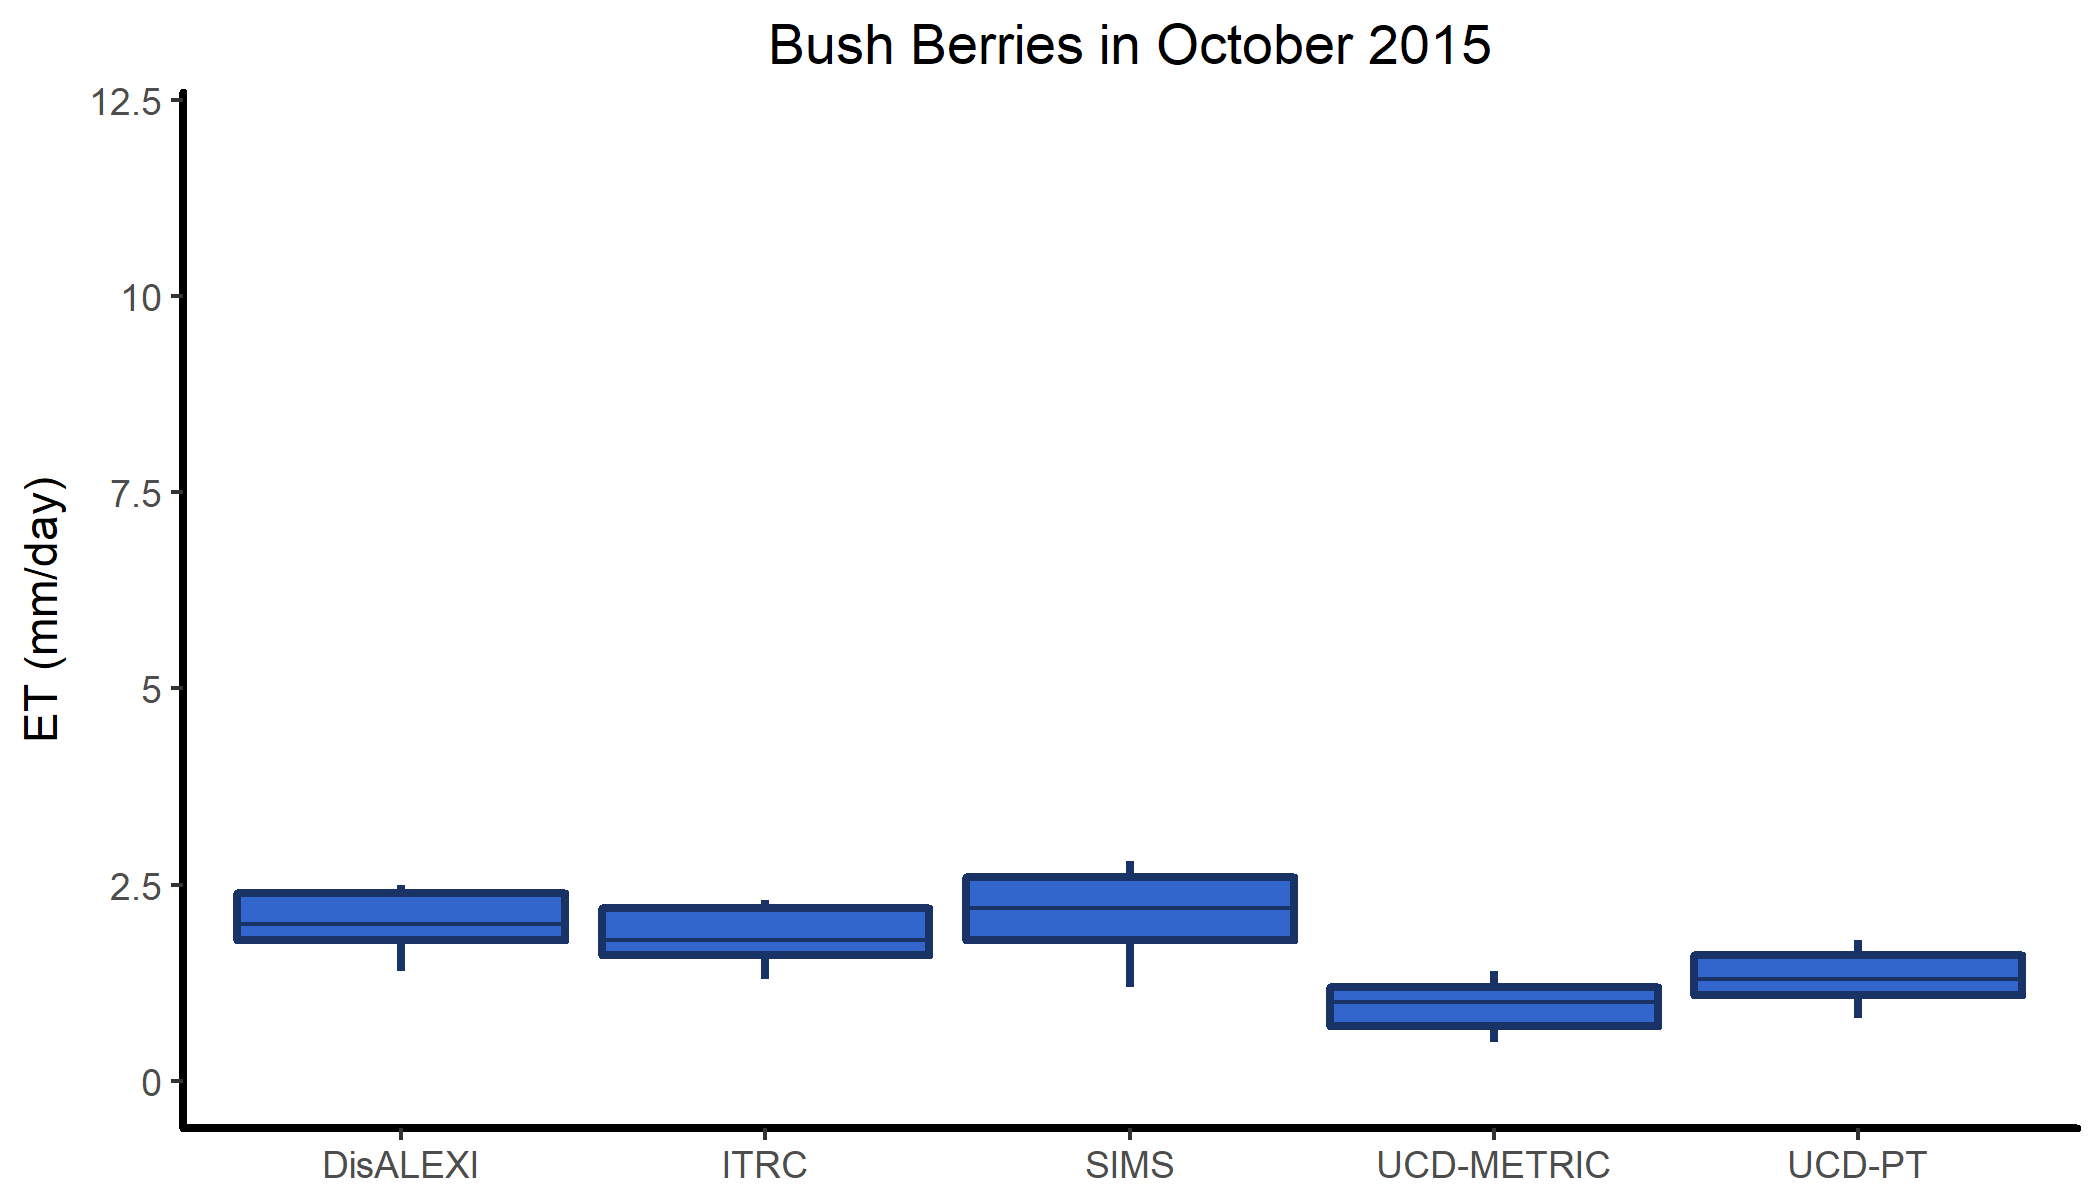 Bush Berries in October 2015
ET (mm/day)
12.5
10
7.5
5
2.5
0
DisALEXI ITRC SIMS UCD-METRIC UCD-PT